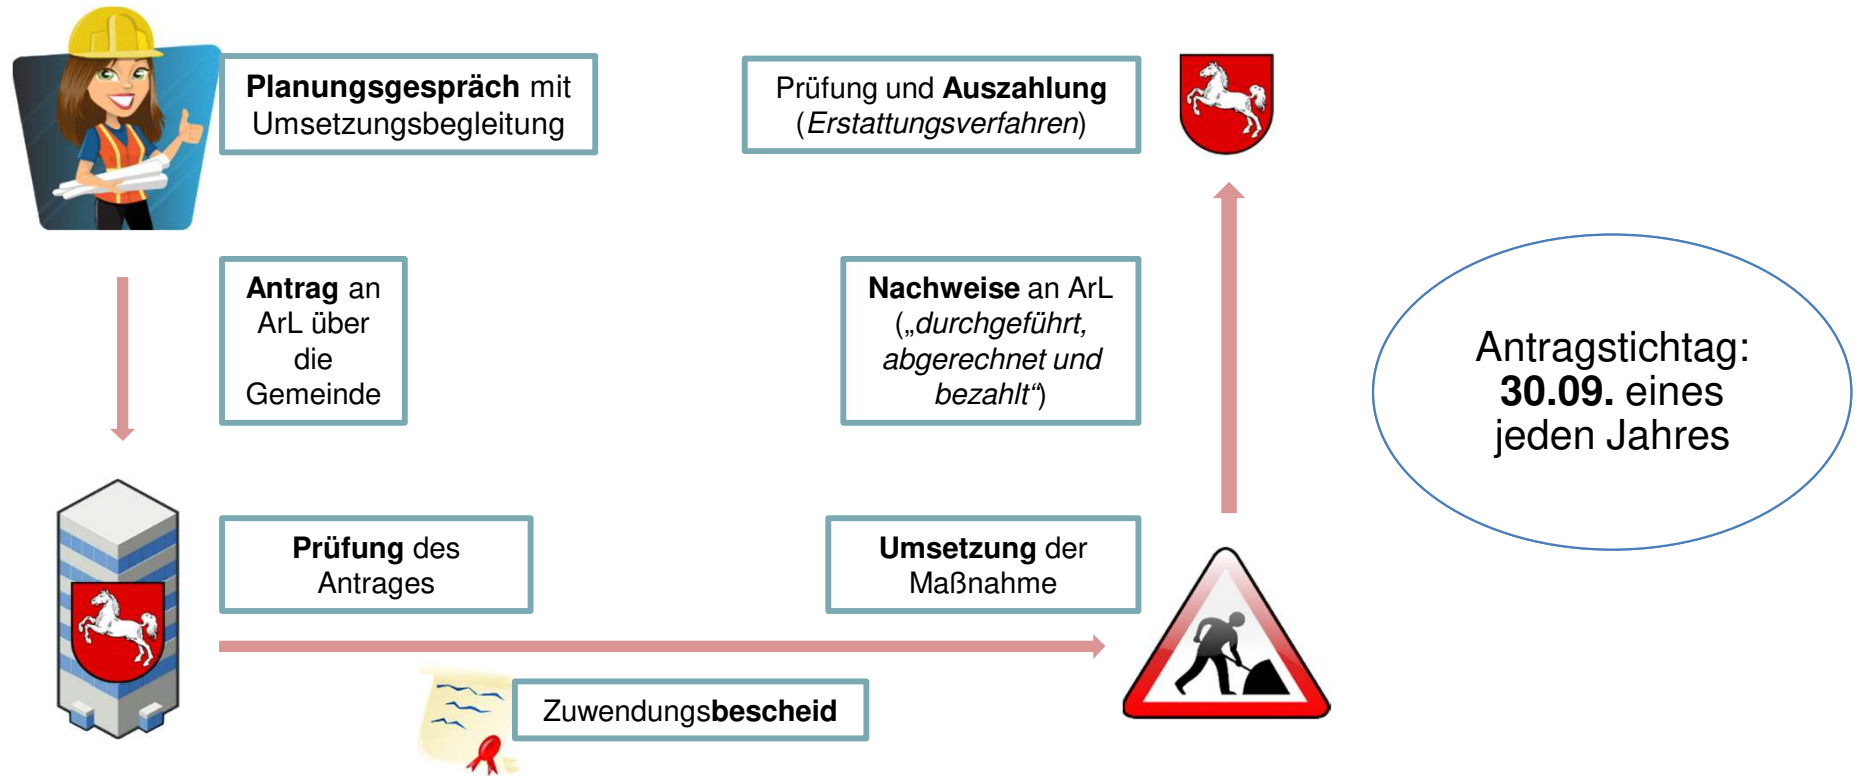 Planungsgespräch mit
Umsetzungsbegleitung
Antrag an
ArL über
die
Gemeinde
Prüfung des
Antrages
Zuwendungsbescheid
Umsetzung der
Maßnahme
Nachweise an ArL
(„durchgeführt,
abgerechnet und
bezahlt“)
Prüfung und Auszahlung
(Erstattungsverfahren)
Antragstichtag:
30.09. eines
jeden Jahres